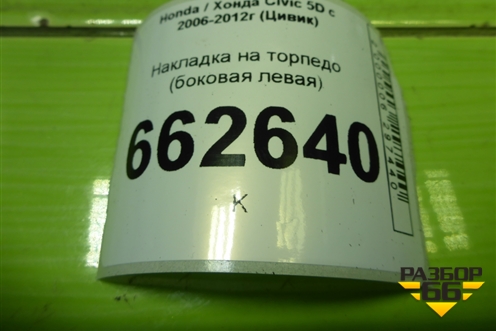 Honda / Хонда Civic 5D с
2006-2012г (Цивик)
Накладка на торпедо
(боковая левая)
662640
к
РАЗБОР
66